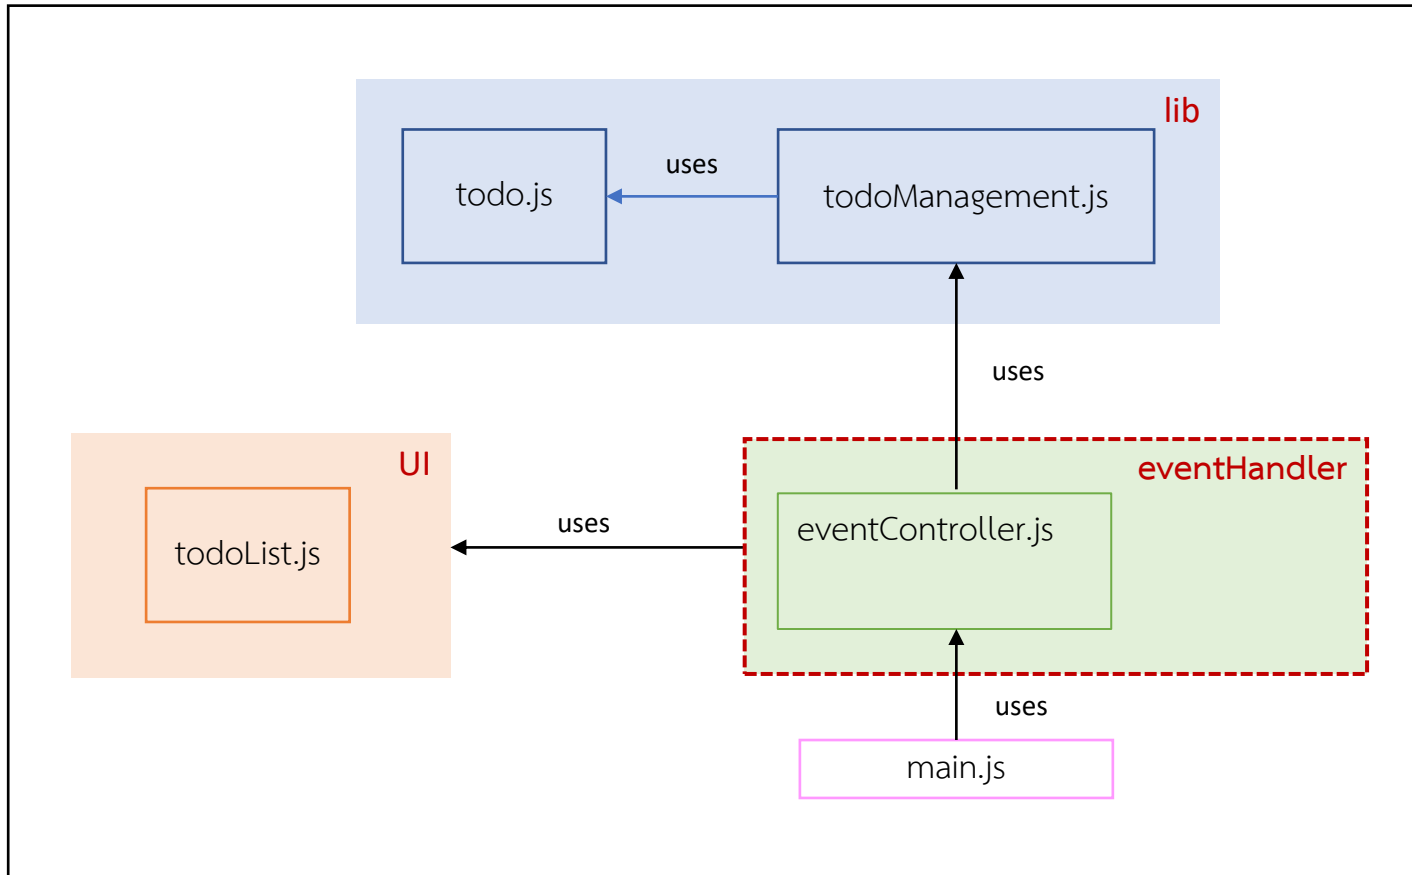 lib
todo.js
uses
todoManagement.js
uses
UI
todoList.js
uses
eventHandler
eventController.js
uses
main.js